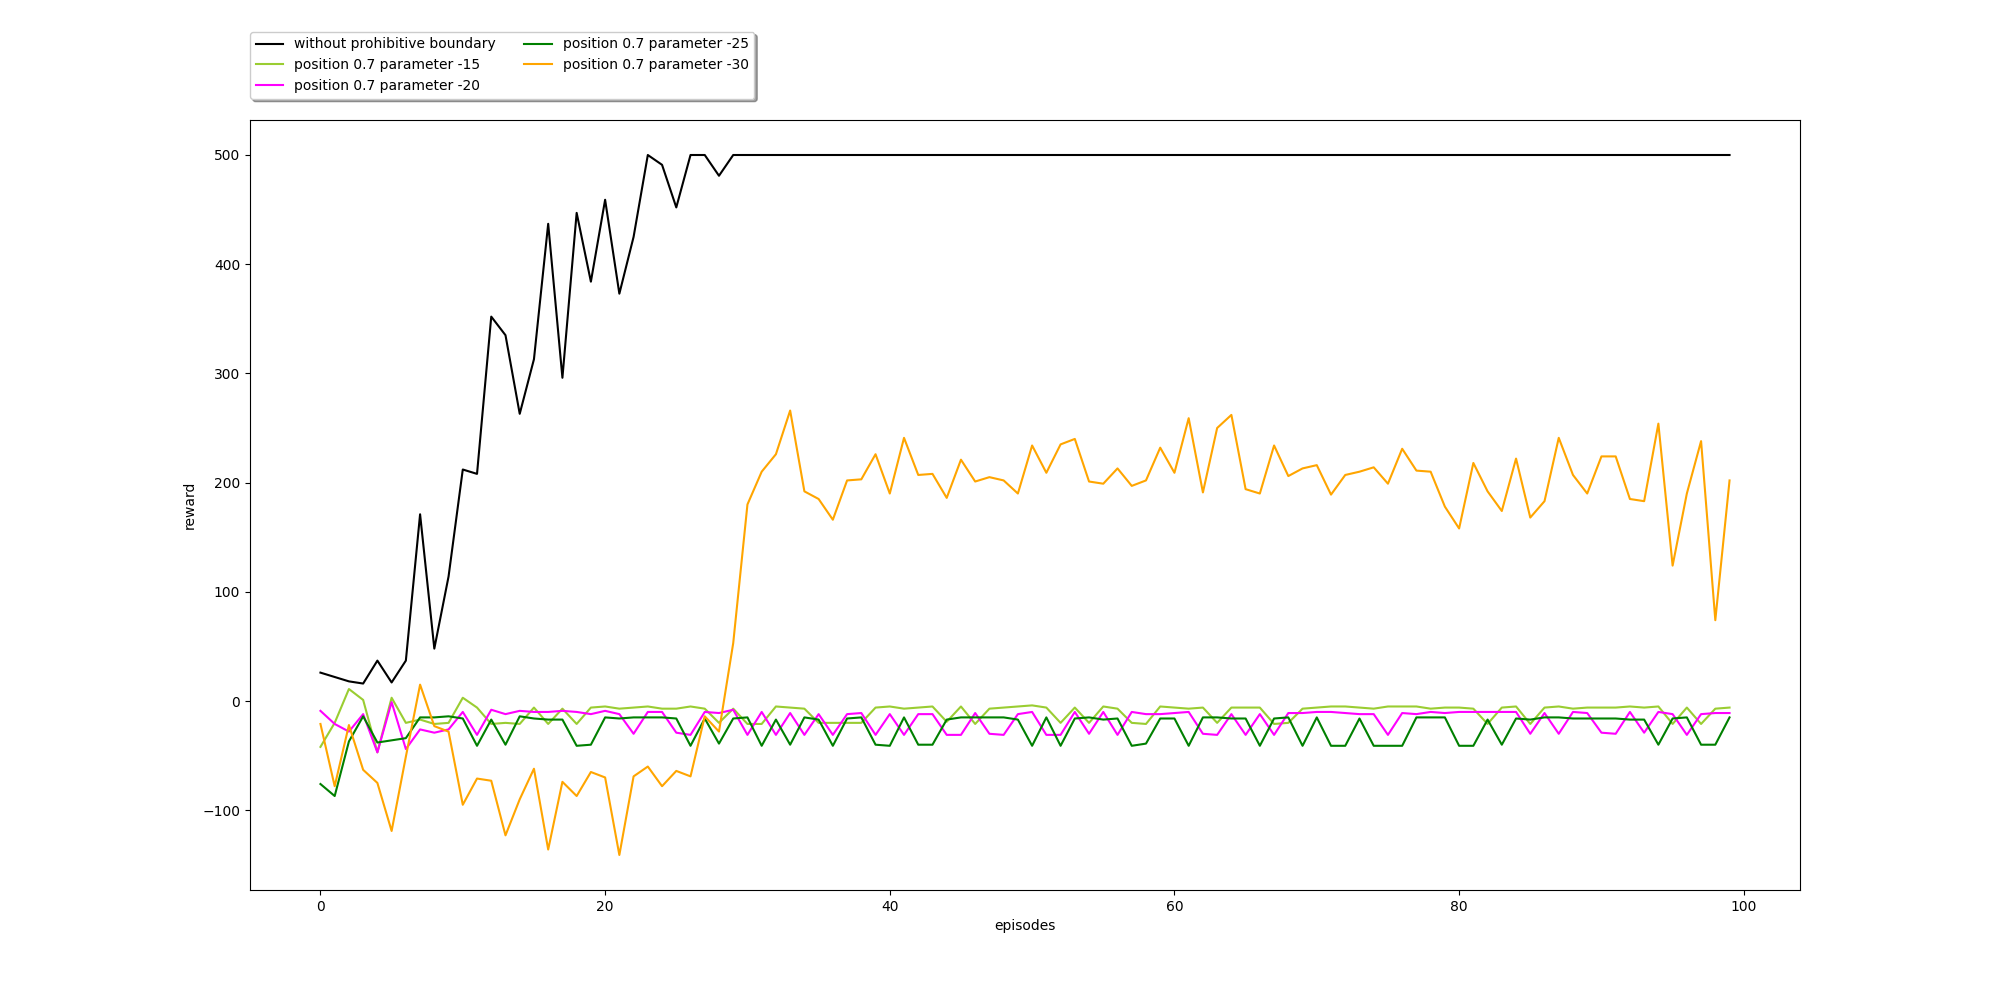 without prohibitive boundary
position 0.7 parameter -15
position 0.7 parameter -20
position 0.7 parameter -25
position 0.7 parameter -30
500
400
300
200
100
0
−100
reward
0 20 40 60 80 100
episodes